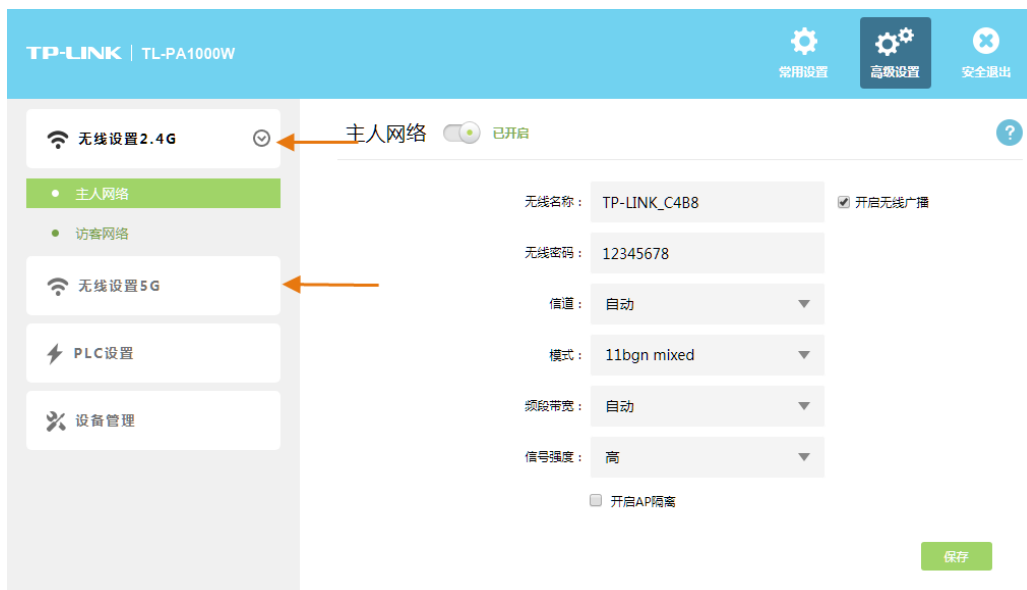 TP-LINK | TL-PA1000W
常用设置
高级设置
安全退出
无线设置2.4G
主人网络
访客网络
无线设置5G
PLC设置
设备管理
主人网络 已开启
?
无线名称： TP-LINK_C4B8 开启无线广播
无线密码： 12345678
信道： 自动
模式： 11bgn mixed
频段带宽： 自动
信号强度： 高
开启AP隔离
保存